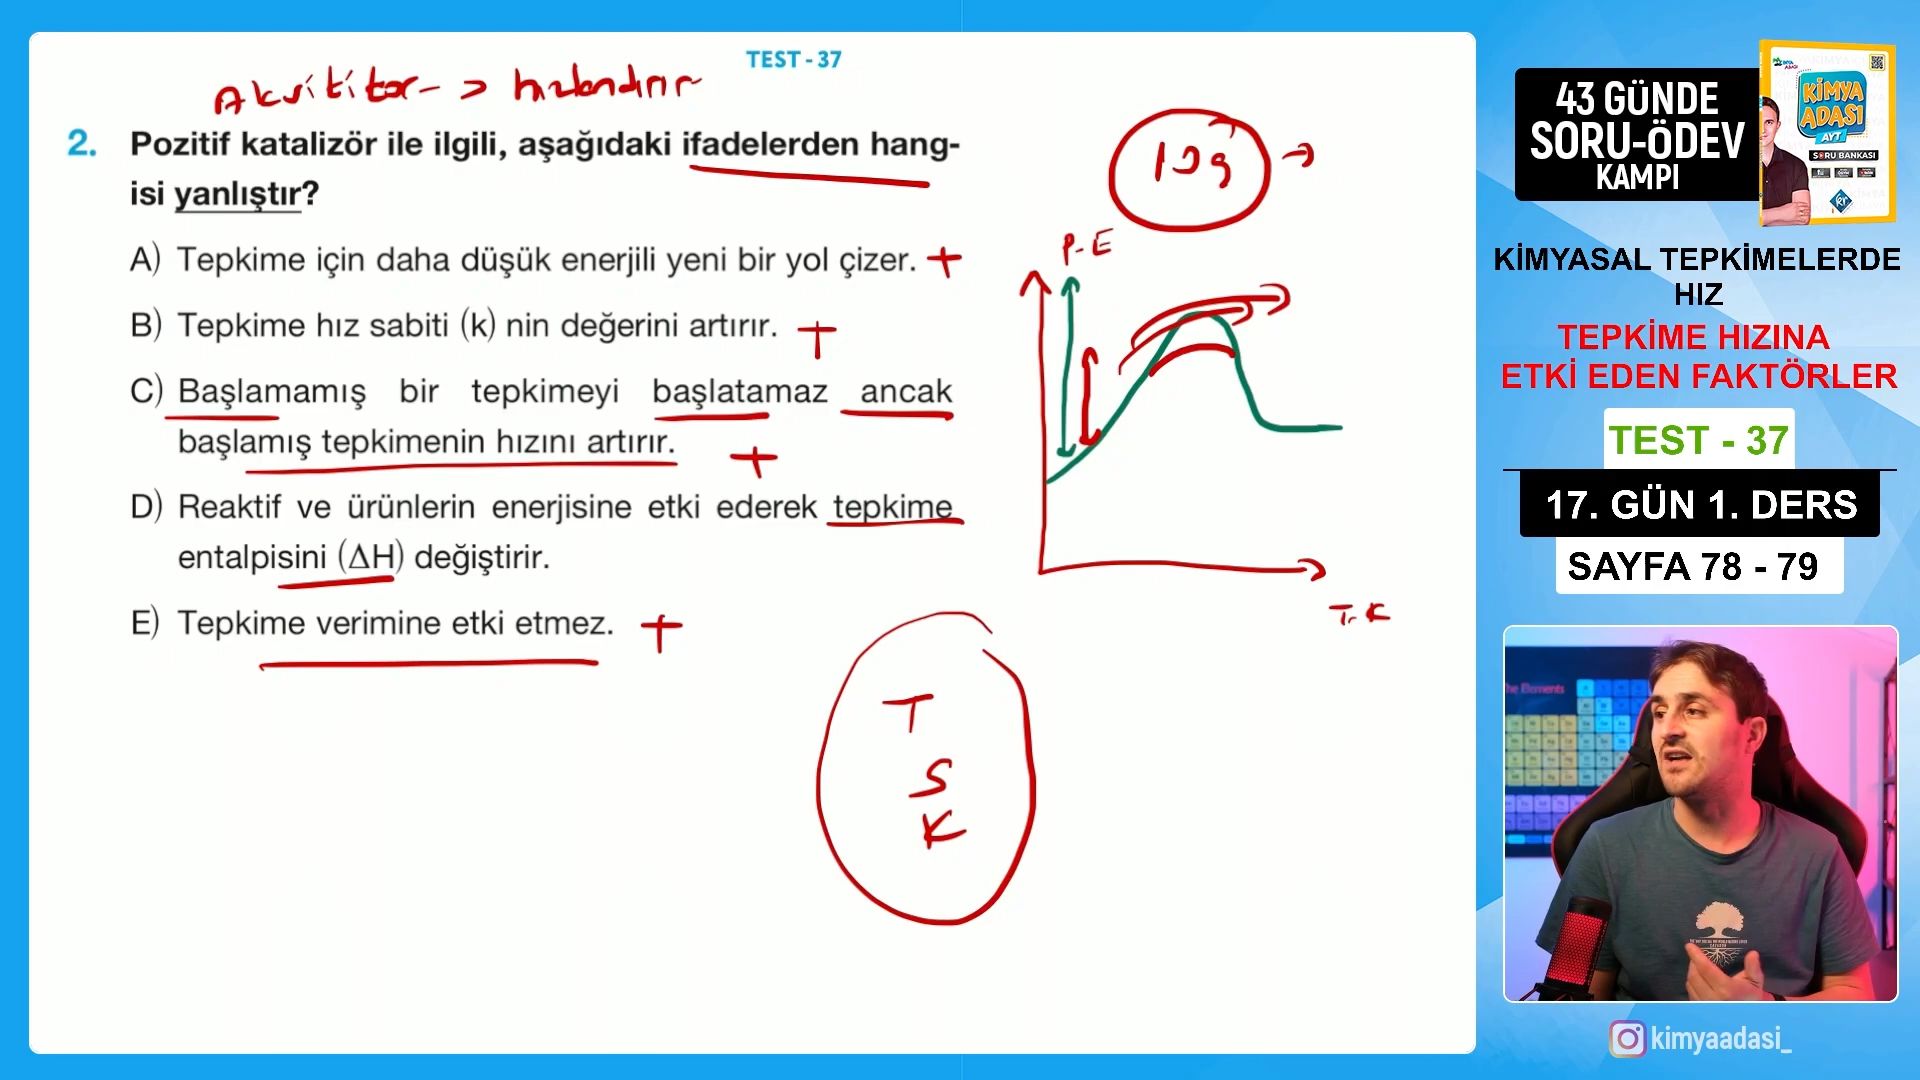 TEST - 37
Aktivitör -> hızlandırır
2. Pozitif katalizör ile ilgili, aşağıdaki ifadelerden hang-
isi yanlıştır?
A) Tepkime için daha düşük enerjili yeni bir yol çizer. +
B) Tepkime hız sabiti (k) nin değerini artırır. +
C) Başlamamış bir tepkimeyi başlatamaz ancak
başlamış tepkimenin hızını artırır. +
D) Reaktif ve ürünlerin enerjisine etki ederek tepkime
entalpisini (ΔH) değiştirir.
E) Tepkime verimine etki etmez. +
10g →
P-E
T.K
T
S
K
43 GÜNDE
SORU-ÖDEV
KAMPI
KİMYA
ADASI
AYT
SORU BANKASI
KİMYASAL TEPKİMELERDE
HIZ
TEPKİME HIZINA
ETKİ EDEN FAKTÖRLER
TEST - 37
17. GÜN 1. DERS
SAYFA 78 - 79
he Elements
kimyaadasi_